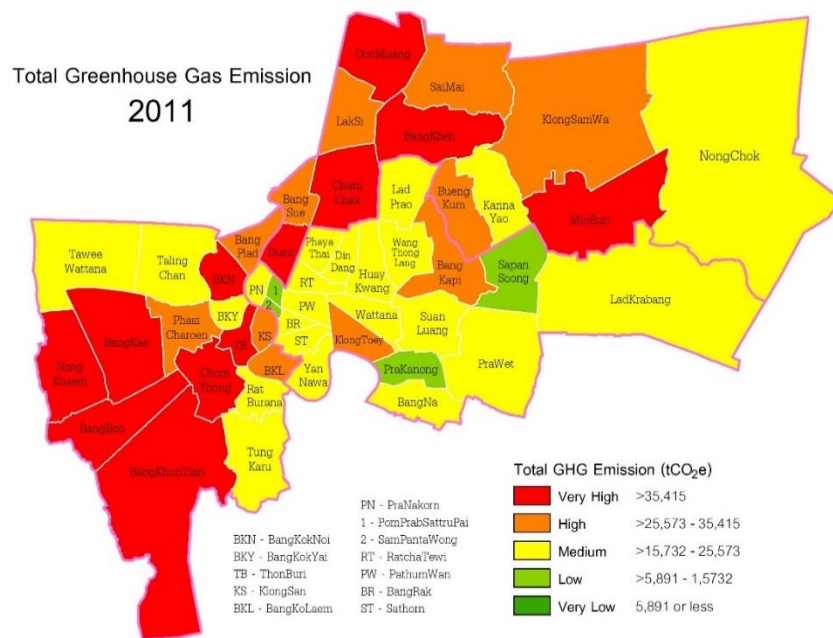 Total Greenhouse Gas Emission
2011
DonMuang
SaiMai
LakSi
BangKhen
KlongSamWa
NongChok
Chatu
Chak
Lad
Prao
Bueng
Kum
Kanna
Yao
MinBuri
Bang
Sue
Bang
Plad
Dusit
Phaya
Thai
Din
Dang
Huay
Kwang
Wang
Thong
Lang
Bang
Kapi
Sapan
Soong
LadKrabang
Tawee
Wattana
Taling
Chan
BKN
PN
1
2
RT
PW
BR
ST
Wattana
Suan
Luang
PraWet
BangKae
Phasi
Charoen
BKY
TB
KS
BKL
Yan
Nawa
KlongToey
PraKanong
BangNa
Nong
Khaem
Chom
Thong
Rat
Burana
BangBon
BangKhunTian
Tung
Karu
BKN - BangKokNoi
BKY - BangKokYai
TB - ThonBuri
KS - KlongSan
BKL - BangKoLaem
PN - PraNakorn
1 - PomPrabSattruPai
2 - SamPantaWong
RT - RatchaTewi
PW - PathumWan
BR - BangRak
ST - Sathorn
Total GHG Emission (tCO₂e)
Very High >35,415
High >25,573 - 35,415
Medium >15,732 - 25,573
Low >5,891 - 1,5732
Very Low 5,891 or less